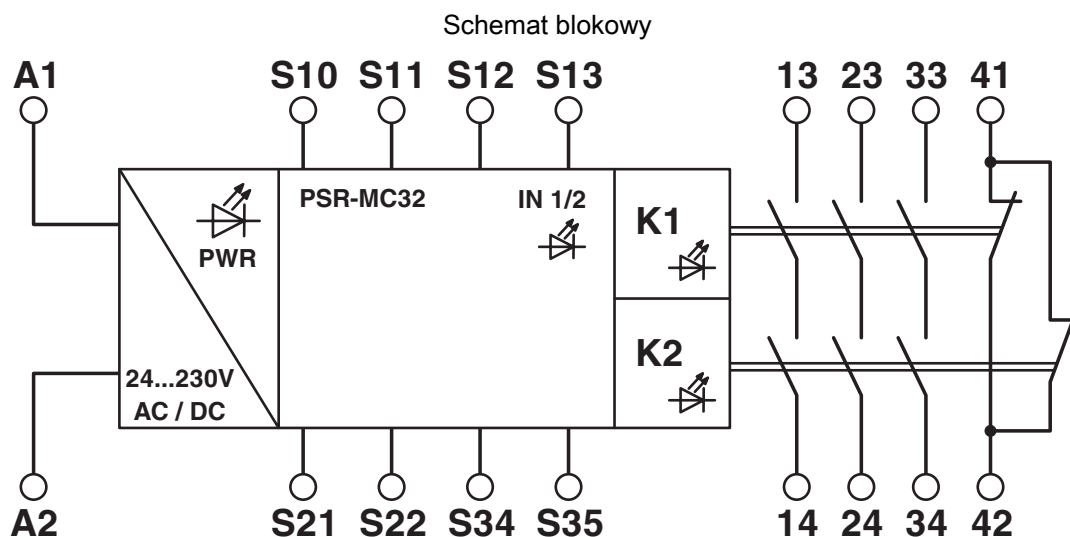 Schemat blokowy
A1 S10 S11 S12 S13 13 23 33 41
PSR-MC32 IN 1/2
K1
PWR
K2
24...230V
AC / DC
A2 S21 S22 S34 S35 14 24 34 42